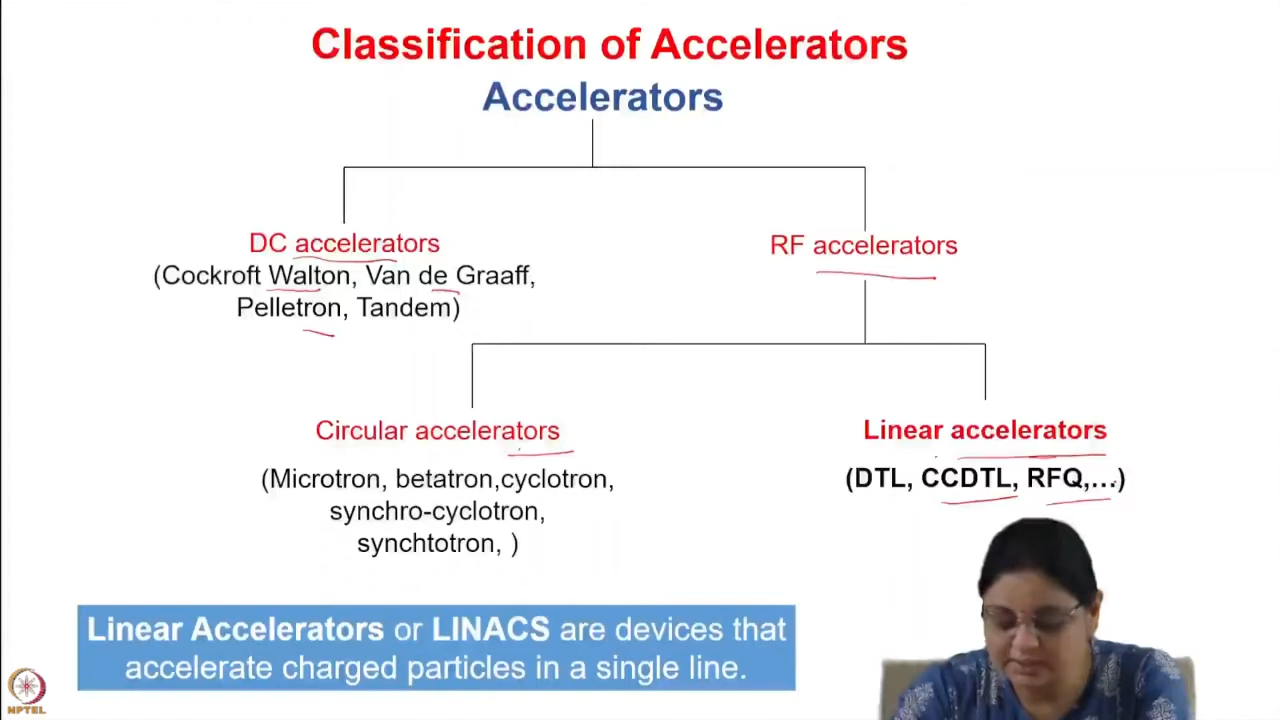 Classification of Accelerators
Accelerators
DC accelerators
(Cockroft Walton, Van de Graaff,
Pelletron, Tandem)
RF accelerators
Circular accelerators
(Microtron, betatron,cyclotron,
synchro-cyclotron,
synchtotron, )
Linear accelerators
(DTL, CCDTL, RFQ,...)
Linear Accelerators or LINACS are devices that
accelerate charged particles in a single line.
NPTEL